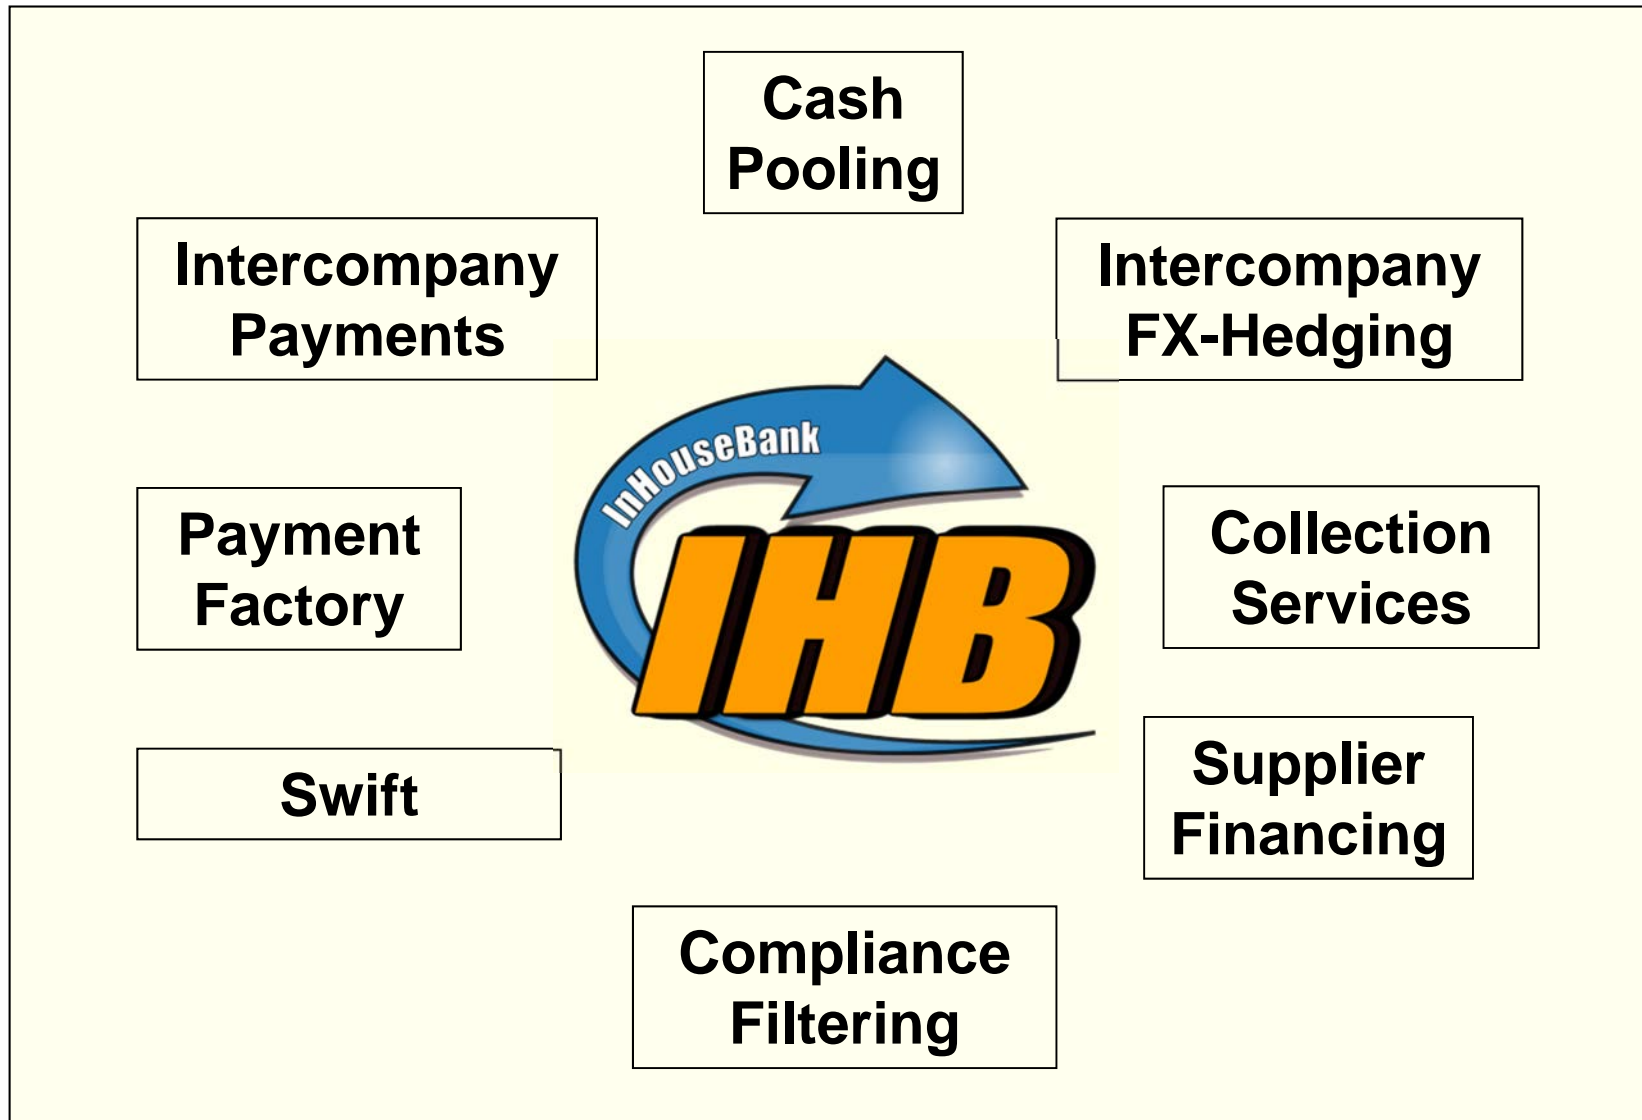 Cash
Pooling
Intercompany
Payments
Intercompany
FX-Hedging
InHouseBank
IHB
Payment
Factory
Collection
Services
Swift
Supplier
Financing
Compliance
Filtering